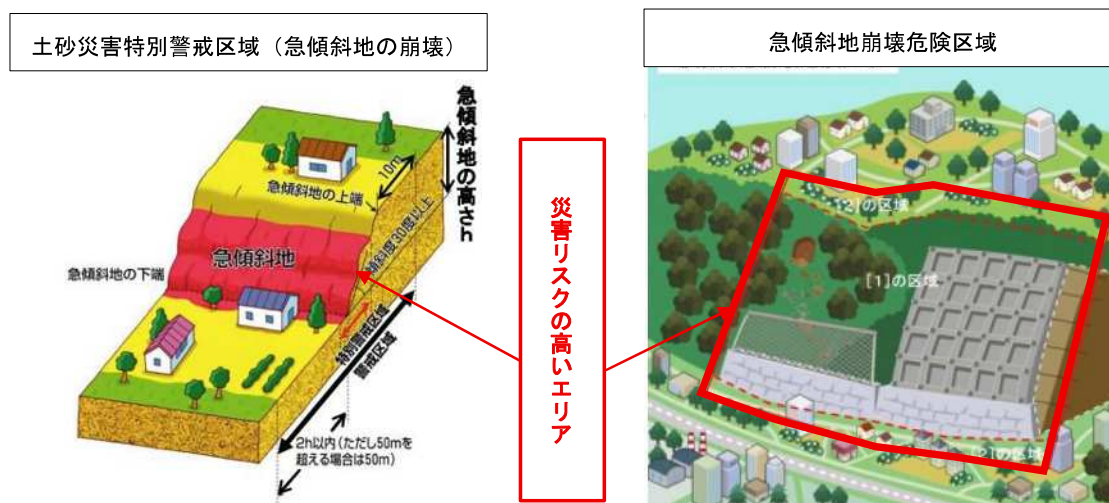 土砂災害特別警戒区域（急傾斜地の崩壊）
急傾斜地崩壊危険区域
急傾斜地の高さh
10m
急傾斜地の上端
傾斜度30度以上
急傾斜地
急傾斜地の下端
特別警戒区域
警戒区域
2h以内(ただし50mを
超える場合は50m)
災害リスクの高いエリア
[2]の区域
[1]の区域
[2]の区域